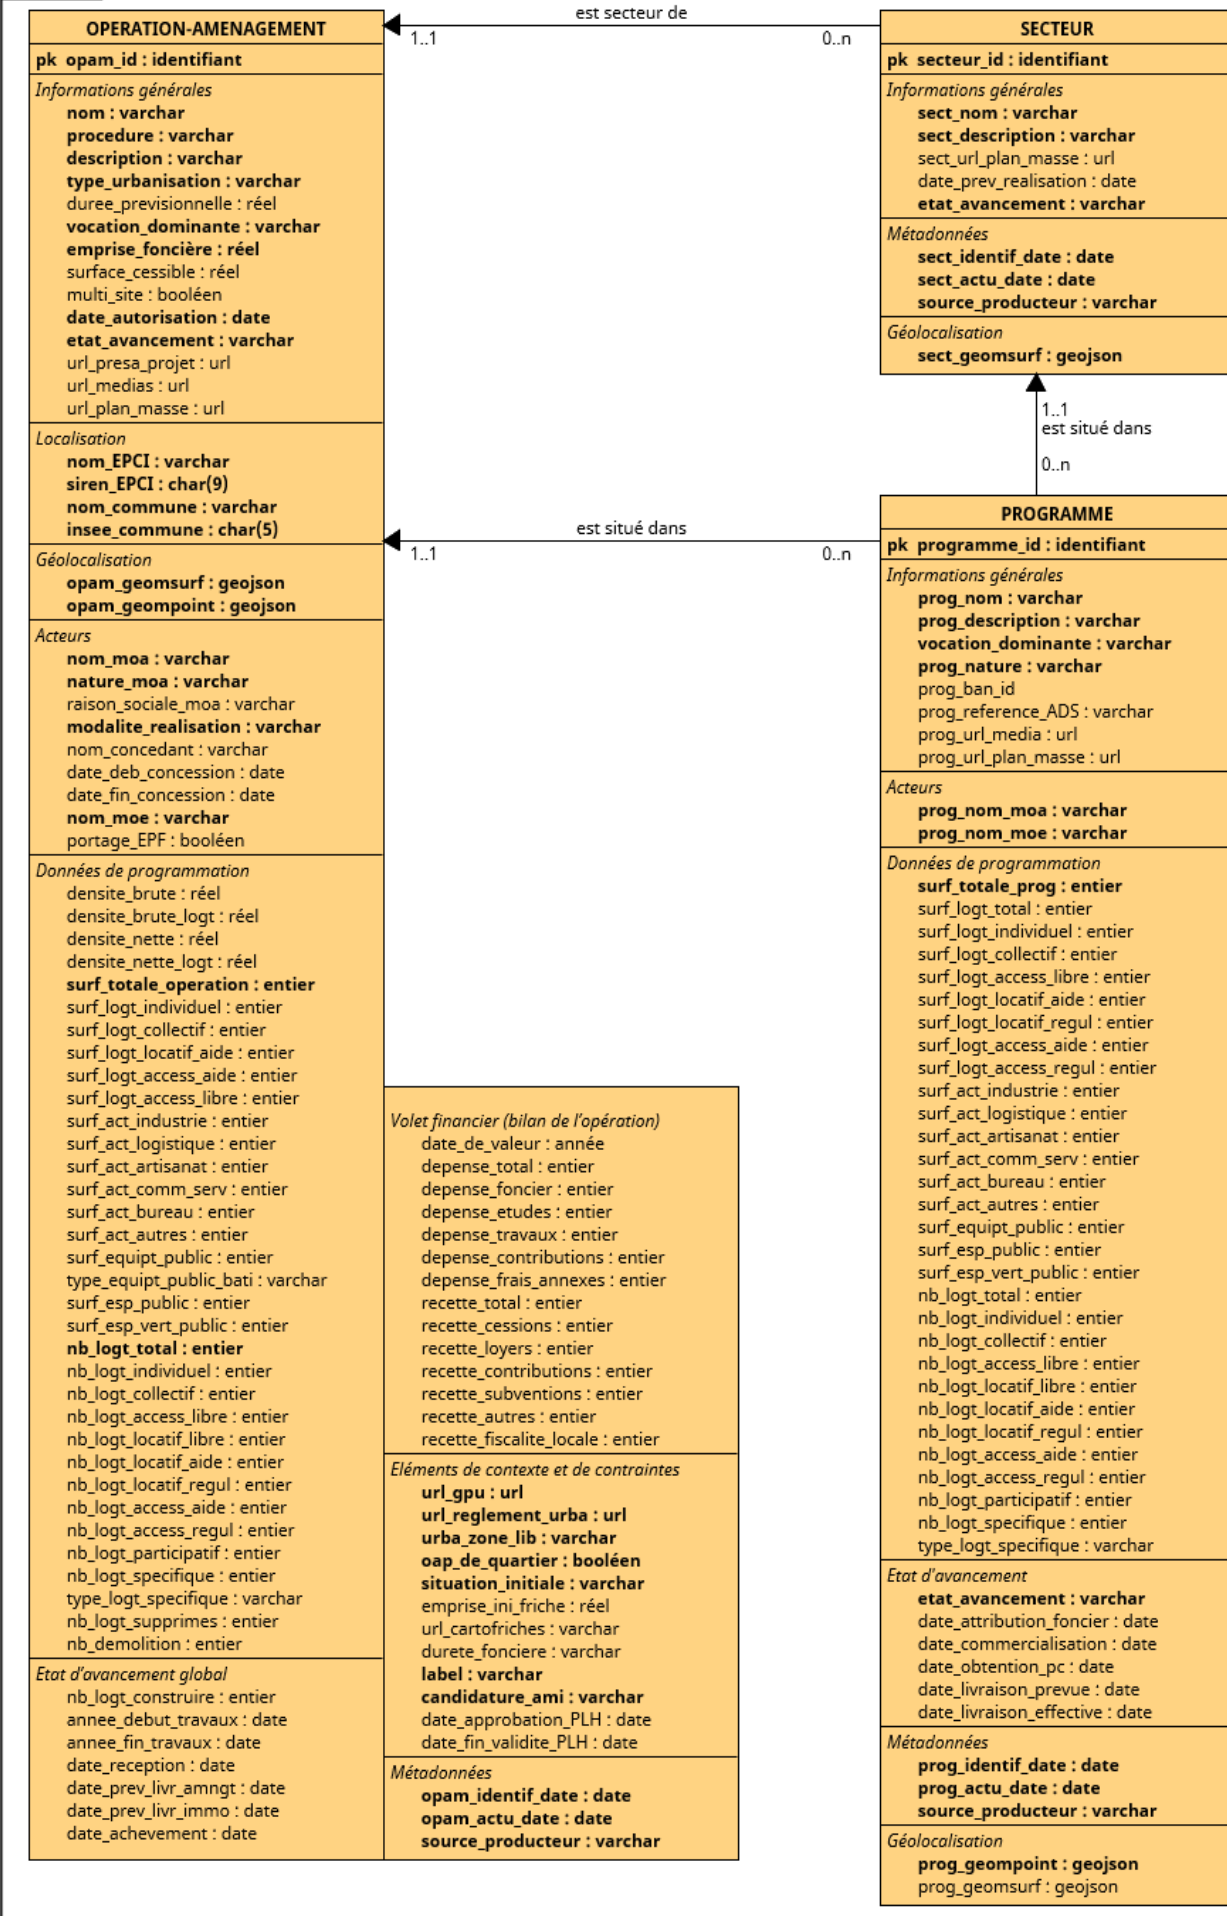 OPERATION-AMENAGEMENT
pk opam_id : identifiant
Informations générales
nom : varchar
procedure : varchar
description : varchar
type_urbanisation : varchar
duree_previsionnelle : réel
vocation_dominante : varchar
emprise_foncière : réel
surface_cessible : réel
multi_site : booléen
date_autorisation : date
etat_avancement : varchar
url_presa_projet : url
url_medias : url
url_plan_masse : url
Localisation
nom_EPCI : varchar
siren_EPCI : char(9)
nom_commune : varchar
insee_commune : char(5)
Géolocalisation
opam_geomsurf : geojson
opam_geompoint : geojson
Acteurs
nom_moa : varchar
nature_moa : varchar
raison_sociale_moa : varchar
modalite_realisation : varchar
nom_concedant : varchar
date_deb_concession : date
date_fin_concession : date
nom_moe : varchar
portage_EPF : booléen
Données de programmation
densite_brute : réel
densite_brute_logt : réel
densite_nette : réel
densite_nette_logt : réel
surf_totale_operation : entier
surf_logt_individuel : entier
surf_logt_collectif : entier
surf_logt_locatif_aide : entier
surf_logt_access_aide : entier
surf_logt_access_libre : entier
surf_act_industrie : entier
surf_act_logistique : entier
surf_act_artisanat : entier
surf_act_comm_serv : entier
surf_act_bureau : entier
surf_act_autres : entier
surf_equipt_public : entier
type_equipt_public_bati : varchar
surf_esp_public : entier
surf_esp_vert_public : entier
nb_logt_total : entier
nb_logt_individuel : entier
nb_logt_collectif : entier
nb_logt_access_libre : entier
nb_logt_locatif_libre : entier
nb_logt_locatif_aide : entier
nb_logt_locatif_regul : entier
nb_logt_access_aide : entier
nb_logt_access_regul : entier
nb_logt_participatif : entier
nb_logt_specifique : entier
type_logt_specifique : varchar
nb_logt_supprimes : entier
nb_demolition : entier
Etat d'avancement global
nb_logt_construire : entier
annee_debut_travaux : date
annee_fin_travaux : date
date_reception : date
date_prev_livr_amngt : date
date_prev_livr_immo : date
date_achevement : date
Volet financier (bilan de l'opération)
date_de_valeur : année
depense_total : entier
depense_foncier : entier
depense_etudes : entier
depense_travaux : entier
depense_contributions : entier
depense_frais_annexes : entier
recette_total : entier
recette_cessions : entier
recette_loyers : entier
recette_contributions : entier
recette_subventions : entier
recette_autres : entier
recette_fiscalite_locale : entier
Eléments de contexte et de contraintes
url_gpu : url
url_reglement_urba : url
urba_zone_lib : varchar
oap_de_quartier : booléen
situation_initiale : varchar
emprise_ini_friche : réel
url_cartofriches : varchar
durete_fonciere : varchar
label : varchar
candidature_ami : varchar
date_approbation_PLH : date
date_fin_validite_PLH : date
Métadonnées
opam_identif_date : date
opam_actu_date : date
source_producteur : varchar
est secteur de
1..1
0..n
est situé dans
1..1
0..n
SECTEUR
pk secteur_id : identifiant
Informations générales
sect_nom : varchar
sect_description : varchar
sect_url_plan_masse : url
date_prev_realisation : date
etat_avancement : varchar
Métadonnées
sect_identif_date : date
sect_actu_date : date
source_producteur : varchar
Géolocalisation
sect_geomsurf : geojson
1..1
est situé dans
0..n
PROGRAMME
pk programme_id : identifiant
Informations générales
prog_nom : varchar
prog_description : varchar
vocation_dominante : varchar
prog_nature : varchar
prog_ban_id
prog_reference_ADS : varchar
prog_url_media : url
prog_url_plan_masse : url
Acteurs
prog_nom_moa : varchar
prog_nom_moe : varchar
Données de programmation
surf_totale_prog : entier
surf_logt_total : entier
surf_logt_individuel : entier
surf_logt_collectif : entier
surf_logt_access_libre : entier
surf_logt_locatif_aide : entier
surf_logt_locatif_regul : entier
surf_logt_access_aide : entier
surf_logt_access_regul : entier
surf_act_industrie : entier
surf_act_logistique : entier
surf_act_artisanat : entier
surf_act_comm_serv : entier
surf_act_bureau : entier
surf_act_autres : entier
surf_equipt_public : entier
surf_esp_public : entier
surf_esp_vert_public : entier
nb_logt_total : entier
nb_logt_individuel : entier
nb_logt_collectif : entier
nb_logt_access_libre : entier
nb_logt_locatif_libre : entier
nb_logt_locatif_aide : entier
nb_logt_locatif_regul : entier
nb_logt_access_aide : entier
nb_logt_access_regul : entier
nb_logt_participatif : entier
nb_logt_specifique : entier
type_logt_specifique : varchar
Etat d'avancement
etat_avancement : varchar
date_attribution_foncier : date
date_commercialisation : date
date_obtention_pc : date
date_livraison_prevue : date
date_livraison_effective : date
Métadonnées
prog_identif_date : date
prog_actu_date : date
source_producteur : varchar
Géolocalisation
prog_geompoint : geojson
prog_geomsurf : geojson